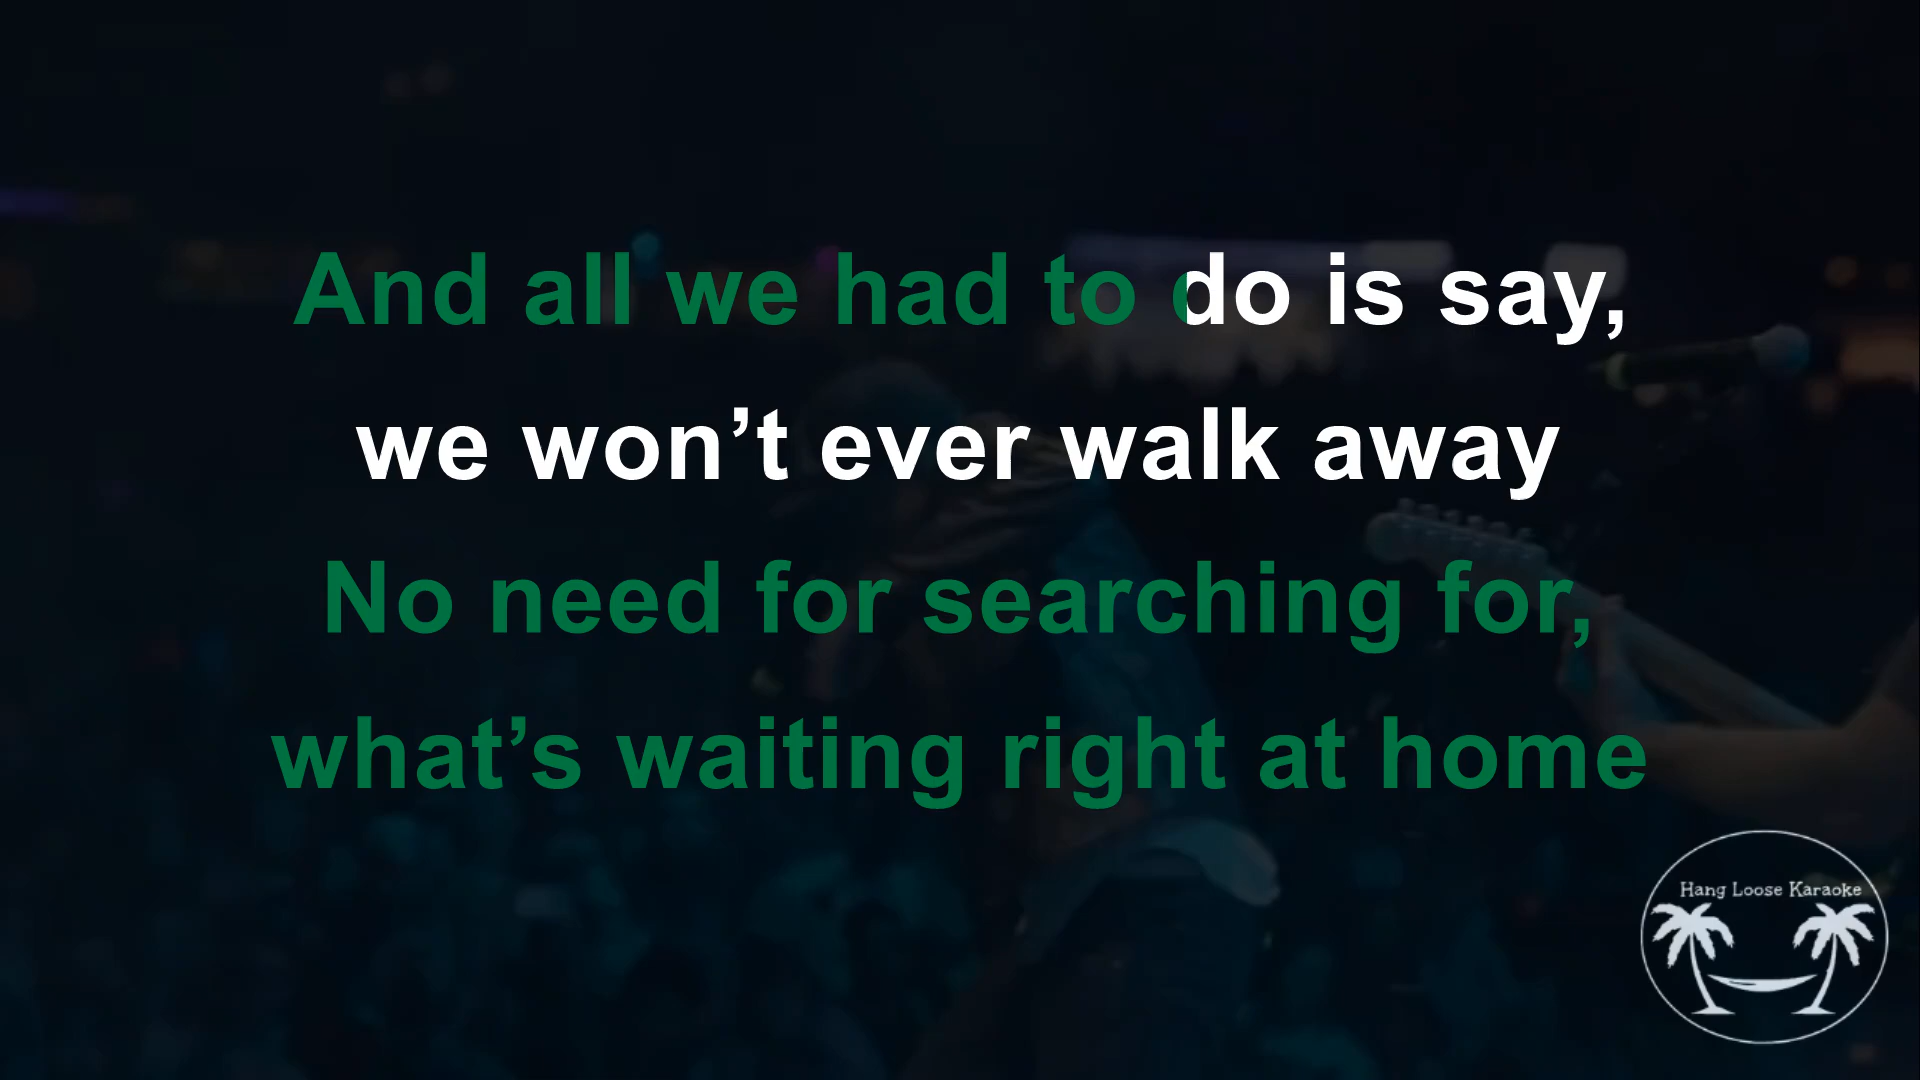 And all we had to do is say,
we won’t ever walk away
No need for searching for,
what’s waiting right at home
Hang Loose Karaoke